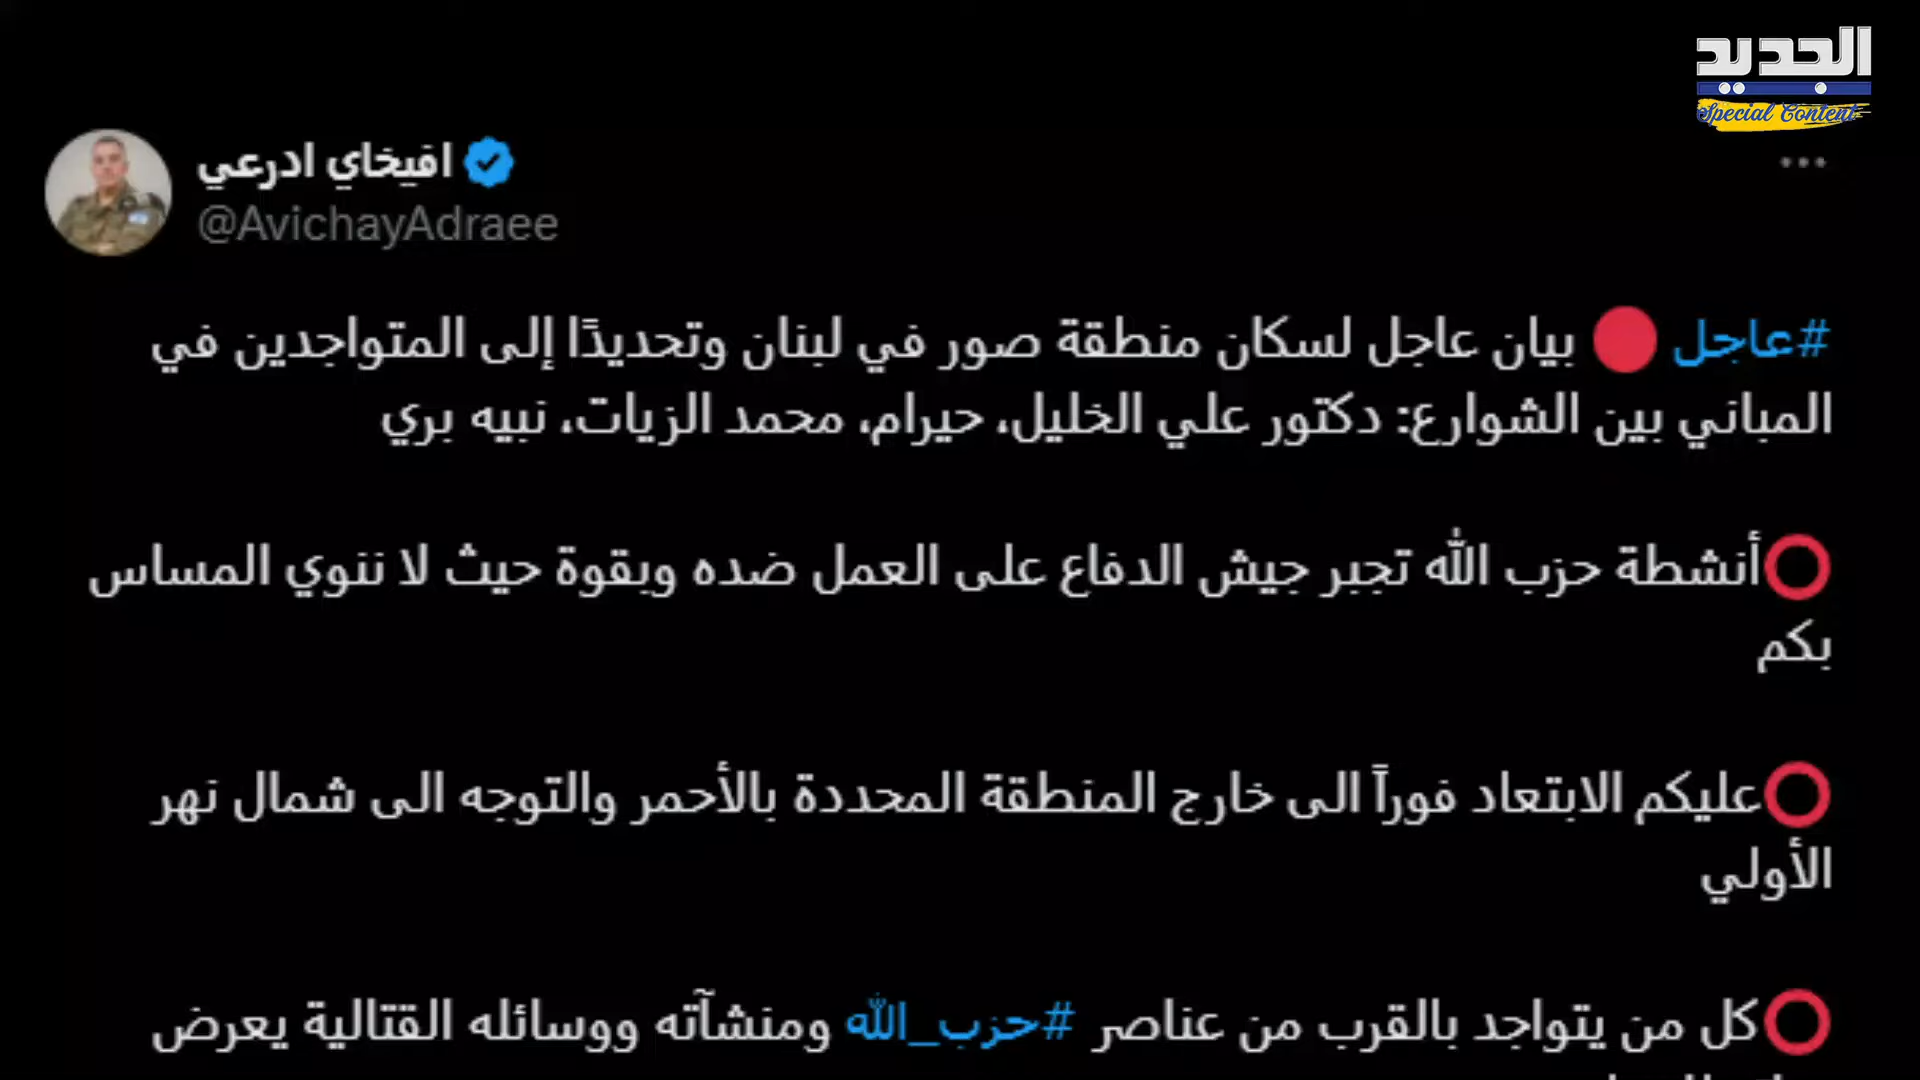 الجديد
Special Content
افيخاي ادرعي
@AvichayAdraee
#عاجل 🔴 بيان عاجل لسكان منطقة صور في لبنان وتحديدًا إلى المتواجدين في
المباني بين الشوارع: دكتور علي الخليل، حيرام، محمد الزيات، نبيه بري
⭕أنشطة حزب الله تجبر جيش الدفاع على العمل ضده وبقوة حيث لا ننوي المساس
بكم
⭕عليكم الابتعاد فوراً الى خارج المنطقة المحددة بالأحمر والتوجه الى شمال نهر
الأولي
⭕كل من يتواجد بالقرب من عناصر #حزب_الله ومنشآته ووسائله القتالية يعرض